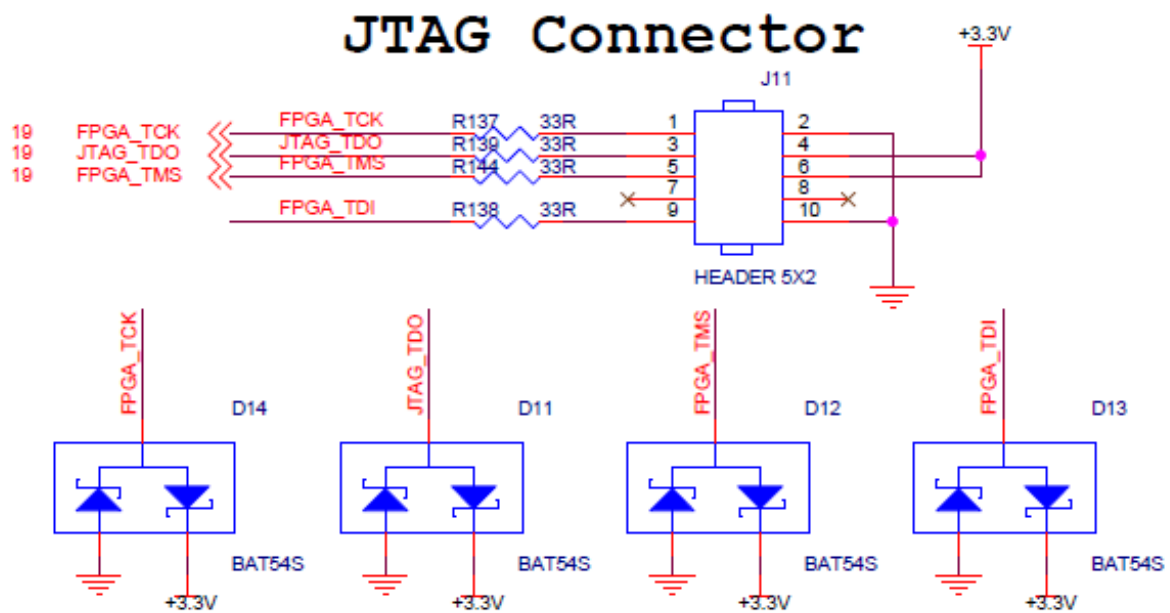 JTAG Connector
+3.3V
J11
19 FPGA_TCK FPGA_TCK R137 33R 1 2
19 JTAG_TDO JTAG_TDO R139 33R 3 4
19 FPGA_TMS FPGA_TMS R144 33R 5 6
7 8
FPGA_TDI R138 33R 9 10
HEADER 5X2
FPGA_TCK JTAG_TDO FPGA_TMS FPGA_TDI
D14 D11 D12 D13
BAT54S BAT54S BAT54S BAT54S
+3.3V +3.3V +3.3V +3.3V